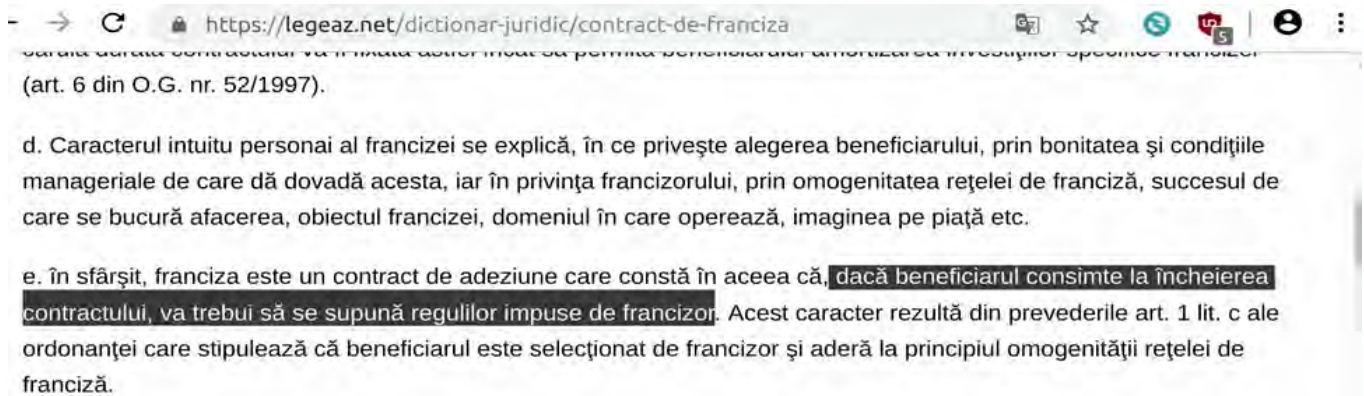 https://legeaz.net/dictionar-juridic/contract-de-franciza
5
(art. 6 din O.G. nr. 52/1997).
d. Caracterul intuitu personai al francizei se explică, în ce priveşte alegerea beneficiarului, prin bonitatea şi condiţiile
manageriale de care dă dovadă acesta, iar în privinţa francizorului, prin omogenitatea reţelei de franciză, succesul de
care se bucură afacerea, obiectul francizei, domeniul în care operează, imaginea pe piaţă etc.
e. în sfârşit, franciza este un contract de adeziune care constă în aceea că, dacă beneficiarul consimte la încheierea
contractului, va trebui să se supună regulilor impuse de francizor. Acest caracter rezultă din prevederile art. 1 lit. c ale
ordonanţei care stipulează că beneficiarul este selecţionat de francizor şi aderă la principiul omogenităţii reţelei de
franciză.